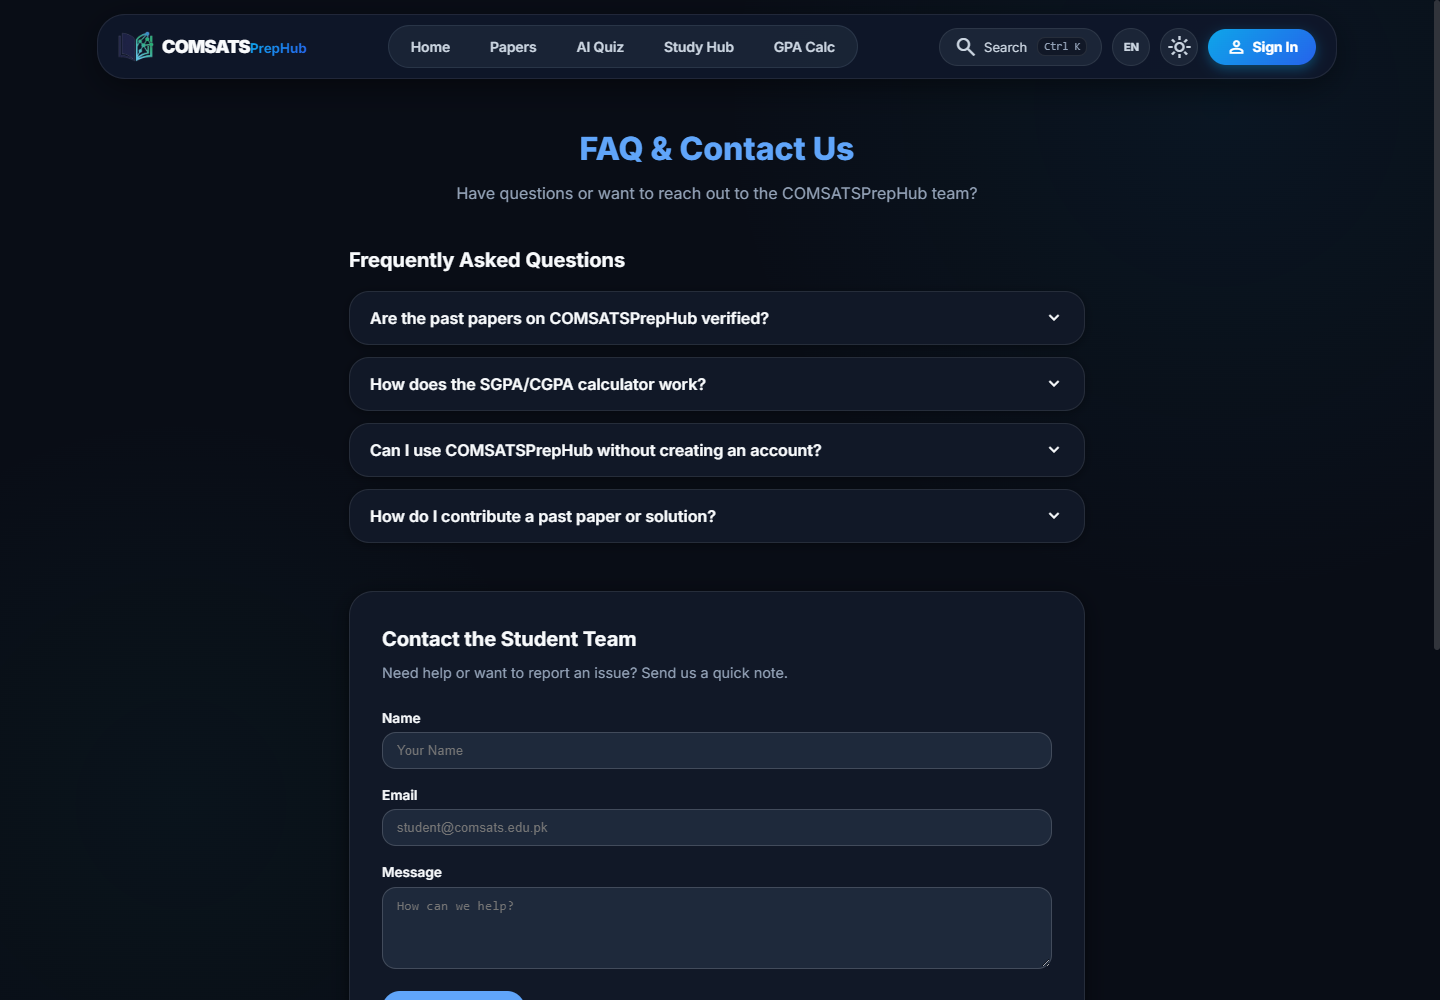 COMSATSPrepHub
Home
Papers
AI Quiz
Study Hub
GPA Calc
Search
Ctrl K
EN
Sign In
FAQ & Contact Us
Have questions or want to reach out to the COMSATSPrepHub team?
Frequently Asked Questions
Are the past papers on COMSATSPrepHub verified?
How does the SGPA/CGPA calculator work?
Can I use COMSATSPrepHub without creating an account?
How do I contribute a past paper or solution?
Contact the Student Team
Need help or want to report an issue? Send us a quick note.
Name
Your Name
Email
student@comsats.edu.pk
Message
How can we help?